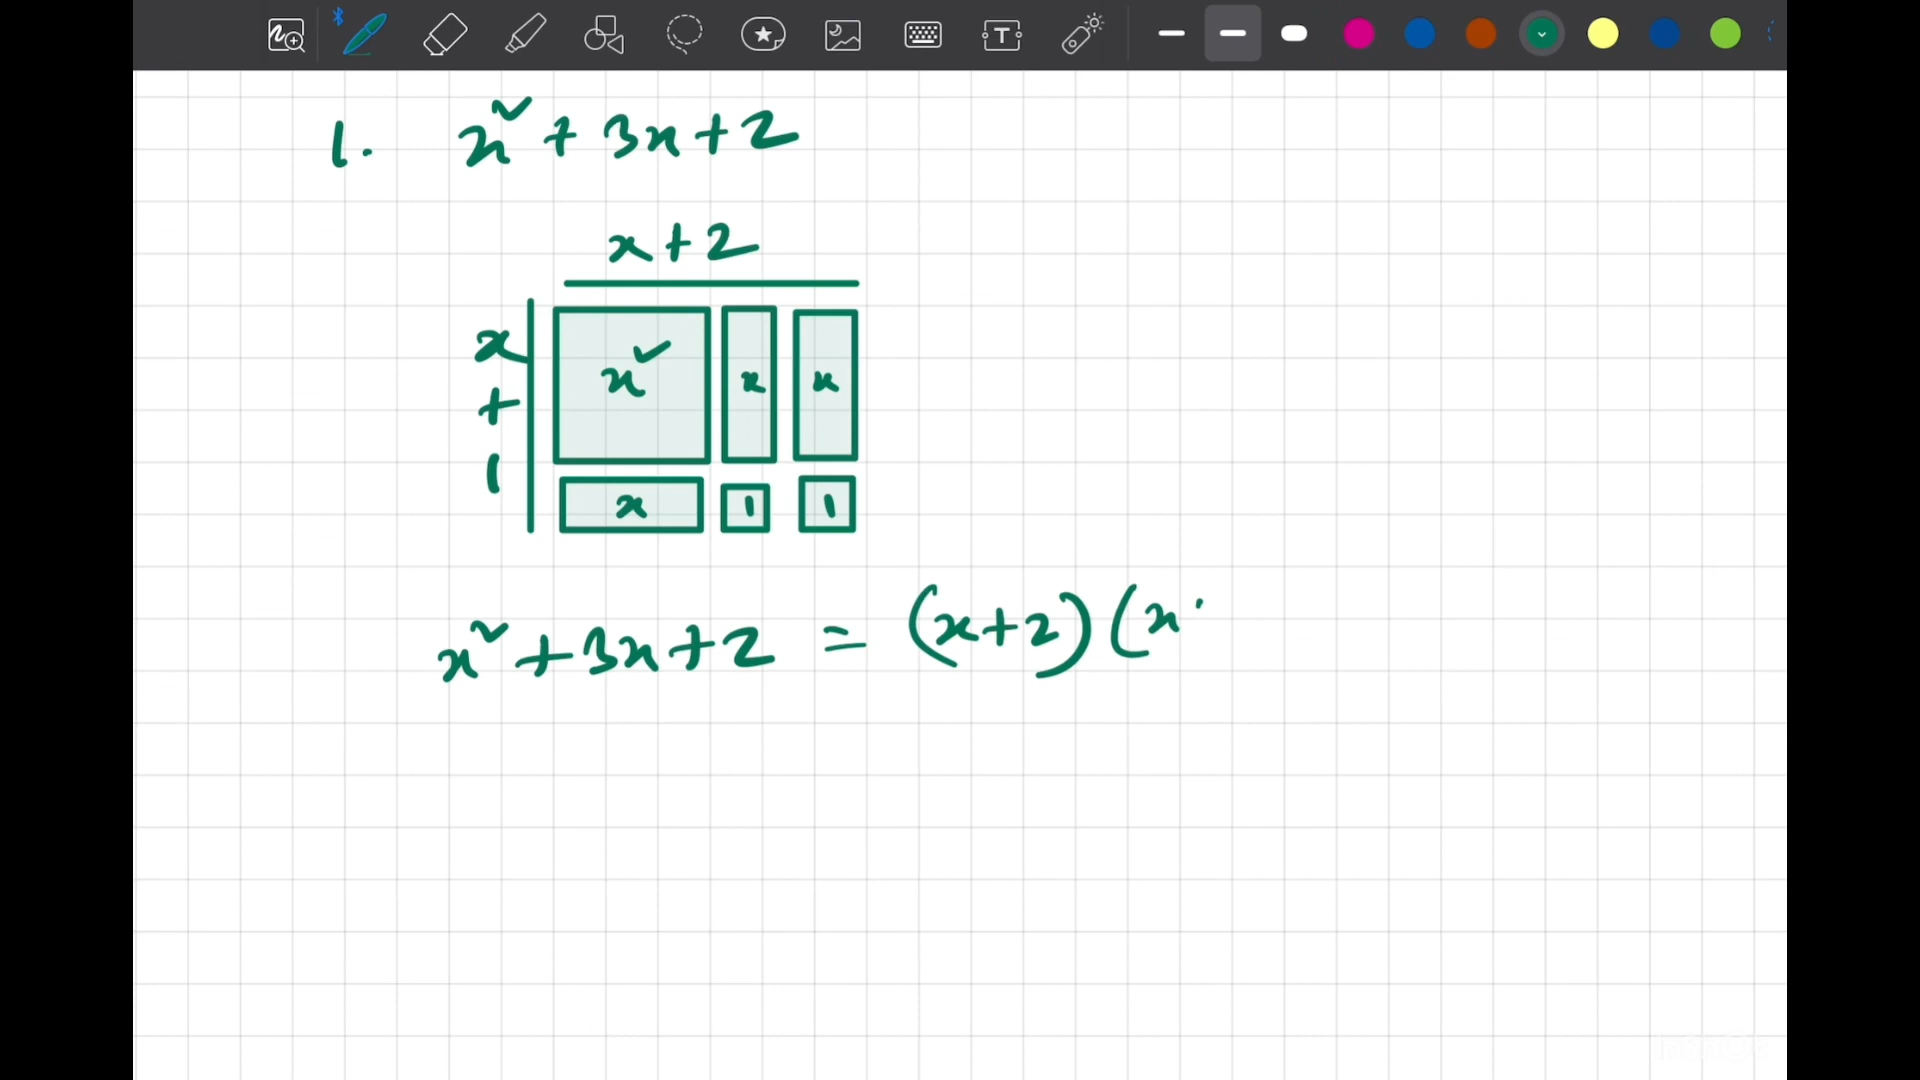 1. x² + 3x + 2
x + 2
x
+
1
x² x x
x 1 1
x² + 3x + 2 = (x+2) (x